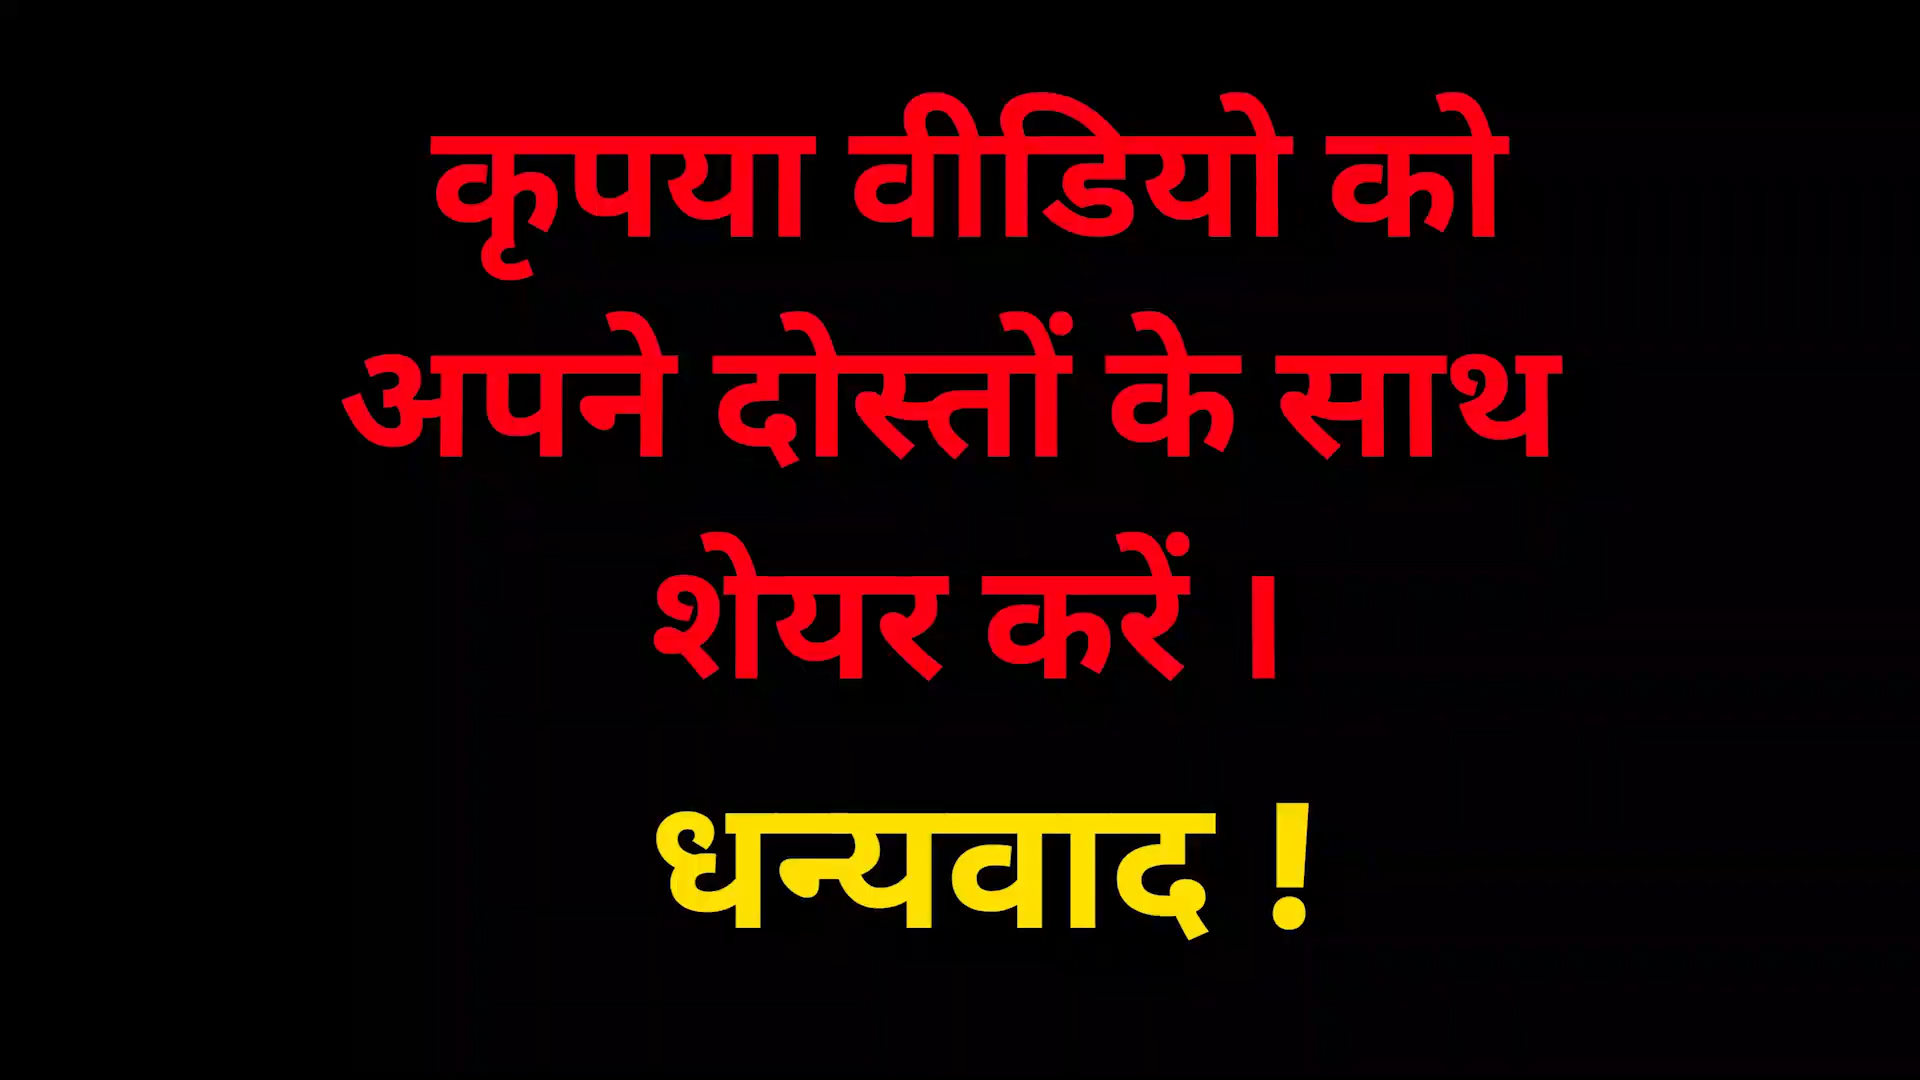 कृपया वीडियो को
अपने दोस्तों के साथ
शेयर करें ।
धन्यवाद !